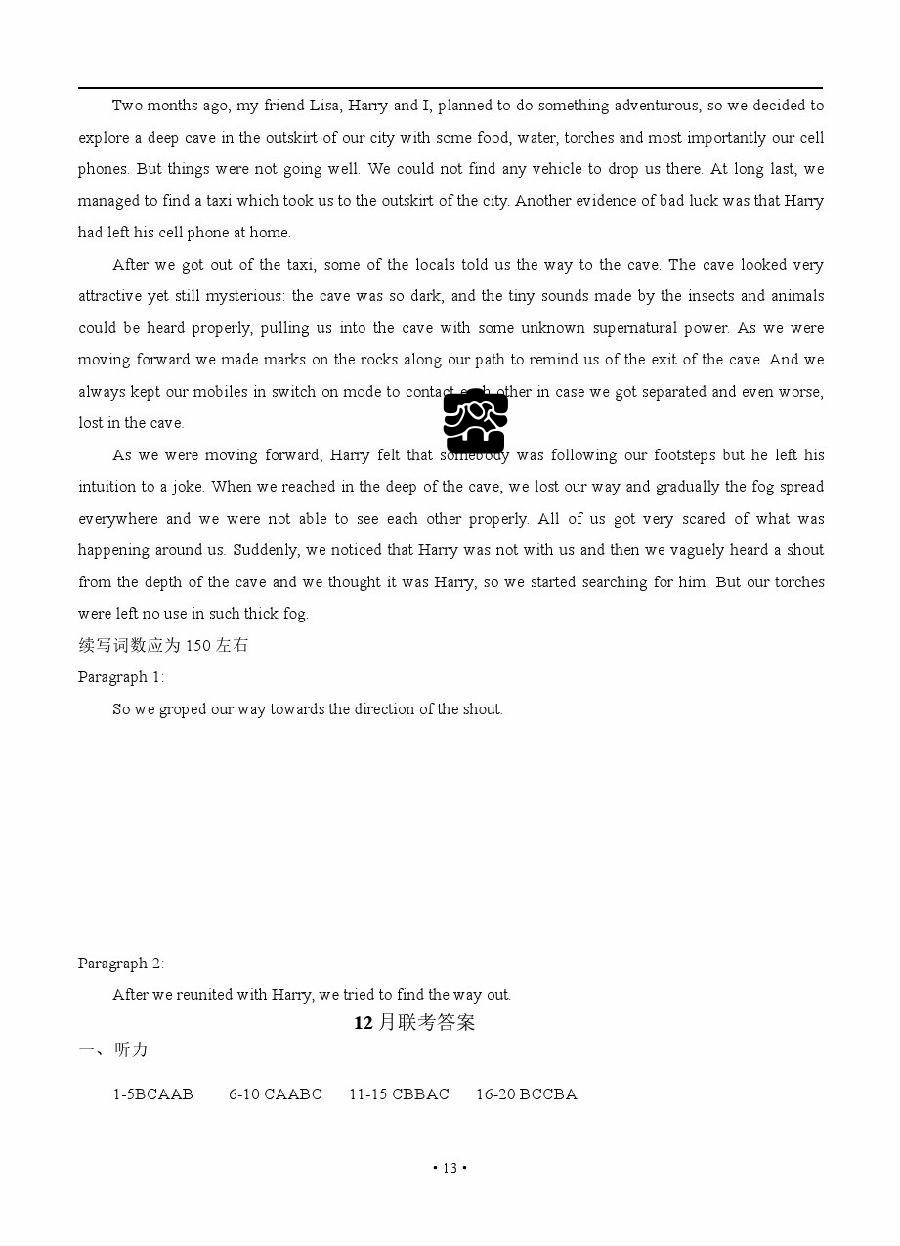 Two months ago, my friend Lisa, Harry and I, planned to do something adventurous, so we decided to
explore a deep cave in the outskirt of our city with some food, water, torches and most importantly our cell
phones. But things were not going well. We could not find any vehicle to drop us there. At long last, we
managed to find a taxi which took us to the outskirt of the city. Another evidence of bad luck was that Harry
had left his cell phone at home.
After we got out of the taxi, some of the locals told us the way to the cave. The cave looked very
attractive yet still mysterious: the cave was so dark, and the tiny sounds made by the insects and animals
could be heard properly, pulling us into the cave with some unknown supernatural power. As we were
moving forward we made marks on the rocks along our path to remind us of the exit of the cave. And we
always kept our mobiles in switch on mode to contact each other in case we got separated and even worse,
lost in the cave.
As we were moving forward, Harry felt that somebody was following our footsteps but he left his
intuition to a joke. When we reached in the deep of the cave, we lost our way and gradually the fog spread
everywhere and we were not able to see each other properly. All of us got very scared of what was
happening around us. Suddenly, we noticed that Harry was not with us and then we vaguely heard a shout
from the depth of the cave and we thought it was Harry, so we started searching for him. But our torches
were left no use in such thick fog.
续写词数应为 150 左右
Paragraph 1:
So we groped our way towards the direction of the shout.
Paragraph 2:
After we reunited with Harry, we tried to find the way out.
12 月联考答案
一、听力
1-5BCAAB 6-10 CAABC 11-15 CBBAC 16-20 BCCBA
• 13 •